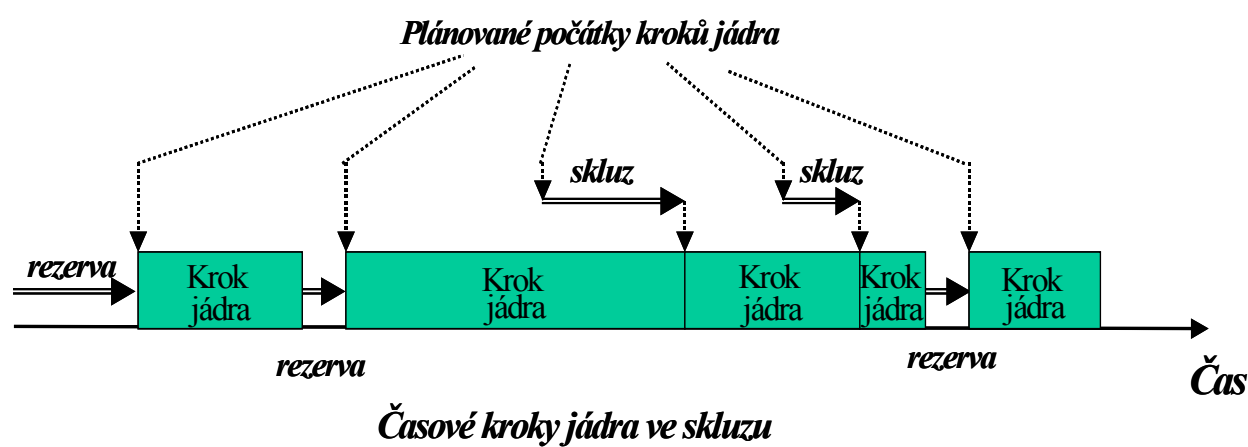 Plánované počátky kroků jádra
skluz
skluz
rezerva
Krok
jádra
Krok
jádra
Krok
jádra
Krok
jádra
Krok
jádra
rezerva
rezerva
Čas
Časové kroky jádra ve skluzu